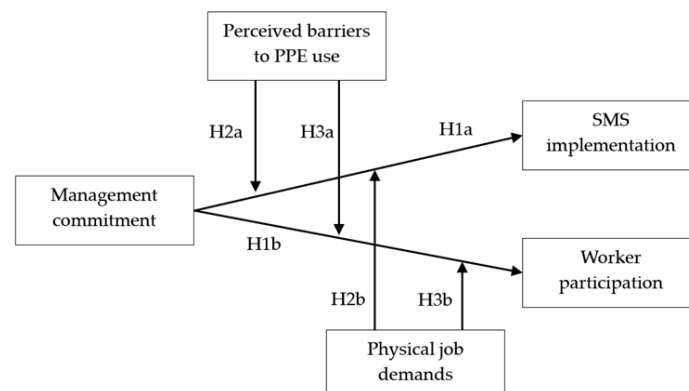 Perceived barriers
to PPE use
H2a
H3a
H1a
SMS
implementation
Management
commitment
H1b
Worker
participation
H2b
H3b
Physical job
demands